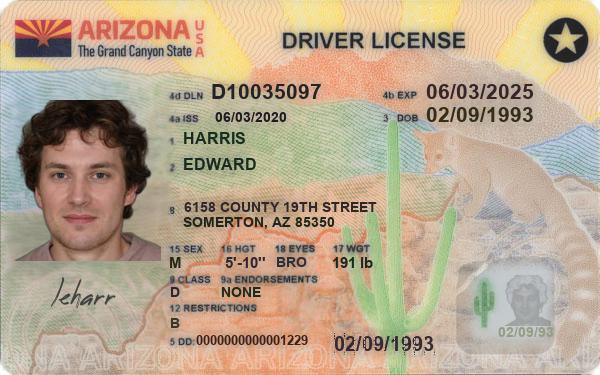 ARIZONA USA
The Grand Canyon State
DRIVER LICENSE
4d DLN D10035097 4b EXP 06/03/2025
4a ISS 06/03/2020 3 DOB 02/09/1993
1 HARRIS
2 EDWARD
8 6158 COUNTY 19TH STREET
SOMERTON, AZ 85350
15 SEX 16 HGT 18 EYES 17 WGT
M 5'-10" BRO 191 lb
9 CLASS 9a ENDORSEMENTS
D NONE
12 RESTRICTIONS
B
leharr
5 DD: 0000000000001229
02/09/1993
02/09/93
ARIZONA ARIZONA ARIZONA ARIZONA